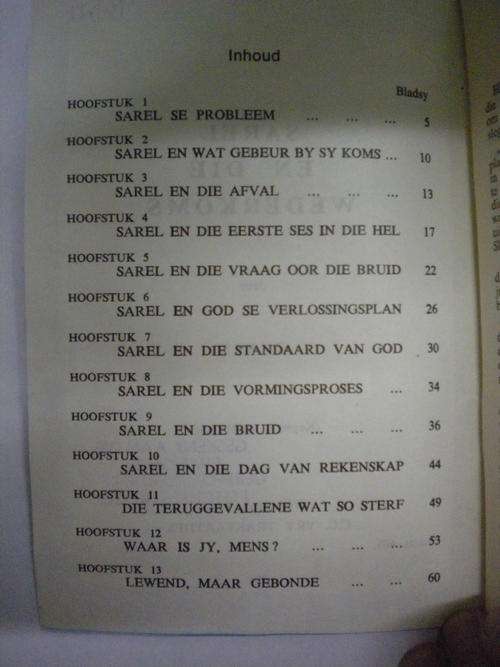 Inhoud
Bladsy
HOOFSTUK 1
SAREL SE PROBLEEM ... ... ... 5
HOOFSTUK 2
SAREL EN WAT GEBEUR BY SY KOMS ... 10
HOOFSTUK 3
SAREL EN DIE AFVAL ... ... ... 13
HOOFSTUK 4
SAREL EN DIE EERSTE SES IN DIE HEL 17
HOOFSTUK 5
SAREL EN DIE VRAAG OOR DIE BRUID 22
HOOFSTUK 6
SAREL EN GOD SE VERLOSSINGSPLAN 26
HOOFSTUK 7
SAREL EN DIE STANDAARD VAN GOD 30
HOOFSTUK 8
SAREL EN DIE VORMINGSPROSES ... 34
HOOFSTUK 9
SAREL EN DIE BRUID ... ... ... 36
HOOFSTUK 10
SAREL EN DIE DAG VAN REKENSKAP 44
HOOFSTUK 11
DIE TERUGGEVALLENE WAT SO STERF 49
HOOFSTUK 12
WAAR IS JY, MENS? ... ... ... 53
HOOFSTUK 13
LEWEND, MAAR GEBONDE ... ... 60